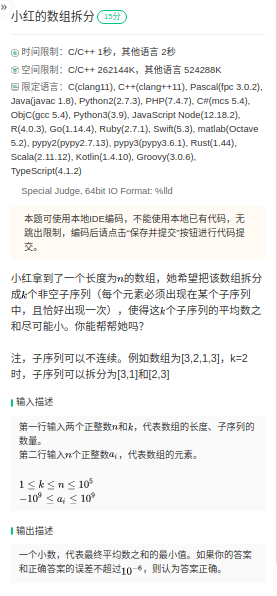 »
小红的数组拆分 15分
时间限制：C/C++ 1秒，其他语言 2秒
空间限制：C/C++ 262144K，其他语言 524288K
限定语言：C(clang11), C++(clang++11), Pascal(fpc 3.0.2),
Java(javac 1.8), Python2(2.7.3), PHP(7.4.7), C#(mcs 5.4),
ObjC(gcc 5.4), Python3(3.9), JavaScript Node(12.18.2),
R(4.0.3), Go(1.14.4), Ruby(2.7.1), Swift(5.3), matlab(Octave
5.2), pypy2(pypy2.7.13), pypy3(pypy3.6.1), Rust(1.44),
Scala(2.11.12), Kotlin(1.4.10), Groovy(3.0.6),
TypeScript(4.1.2)
Special Judge, 64bit IO Format: %lld
本题可使用本地IDE编码，不能使用本地已有代码，无
跳出限制，编码后请点击“保存并提交”按钮进行代码提
交。
小红拿到了一个长度为n的数组，她希望把该数组拆分
成k个非空子序列（每个元素必须出现在某个子序列
中，且恰好出现一次），使得这k个子序列的平均数之
和尽可能小。你能帮帮她吗？
注，子序列可以不连续。例如数组为[3,2,1,3]，k=2
时，子序列可以拆分为[3,1]和[2,3]
输入描述
第一行输入两个正整数n和k，代表数组的长度、子序列的
数量。
第二行输入n个正整数aᵢ，代表数组的元素。
1 ≤ k ≤ n ≤ 10⁵
−10⁹ ≤ aᵢ ≤ 10⁹
输出描述
一个小数，代表最终平均数之和的最小值。如果你的答案
和正确答案的误差不超过10⁻⁶，则认为答案正确。